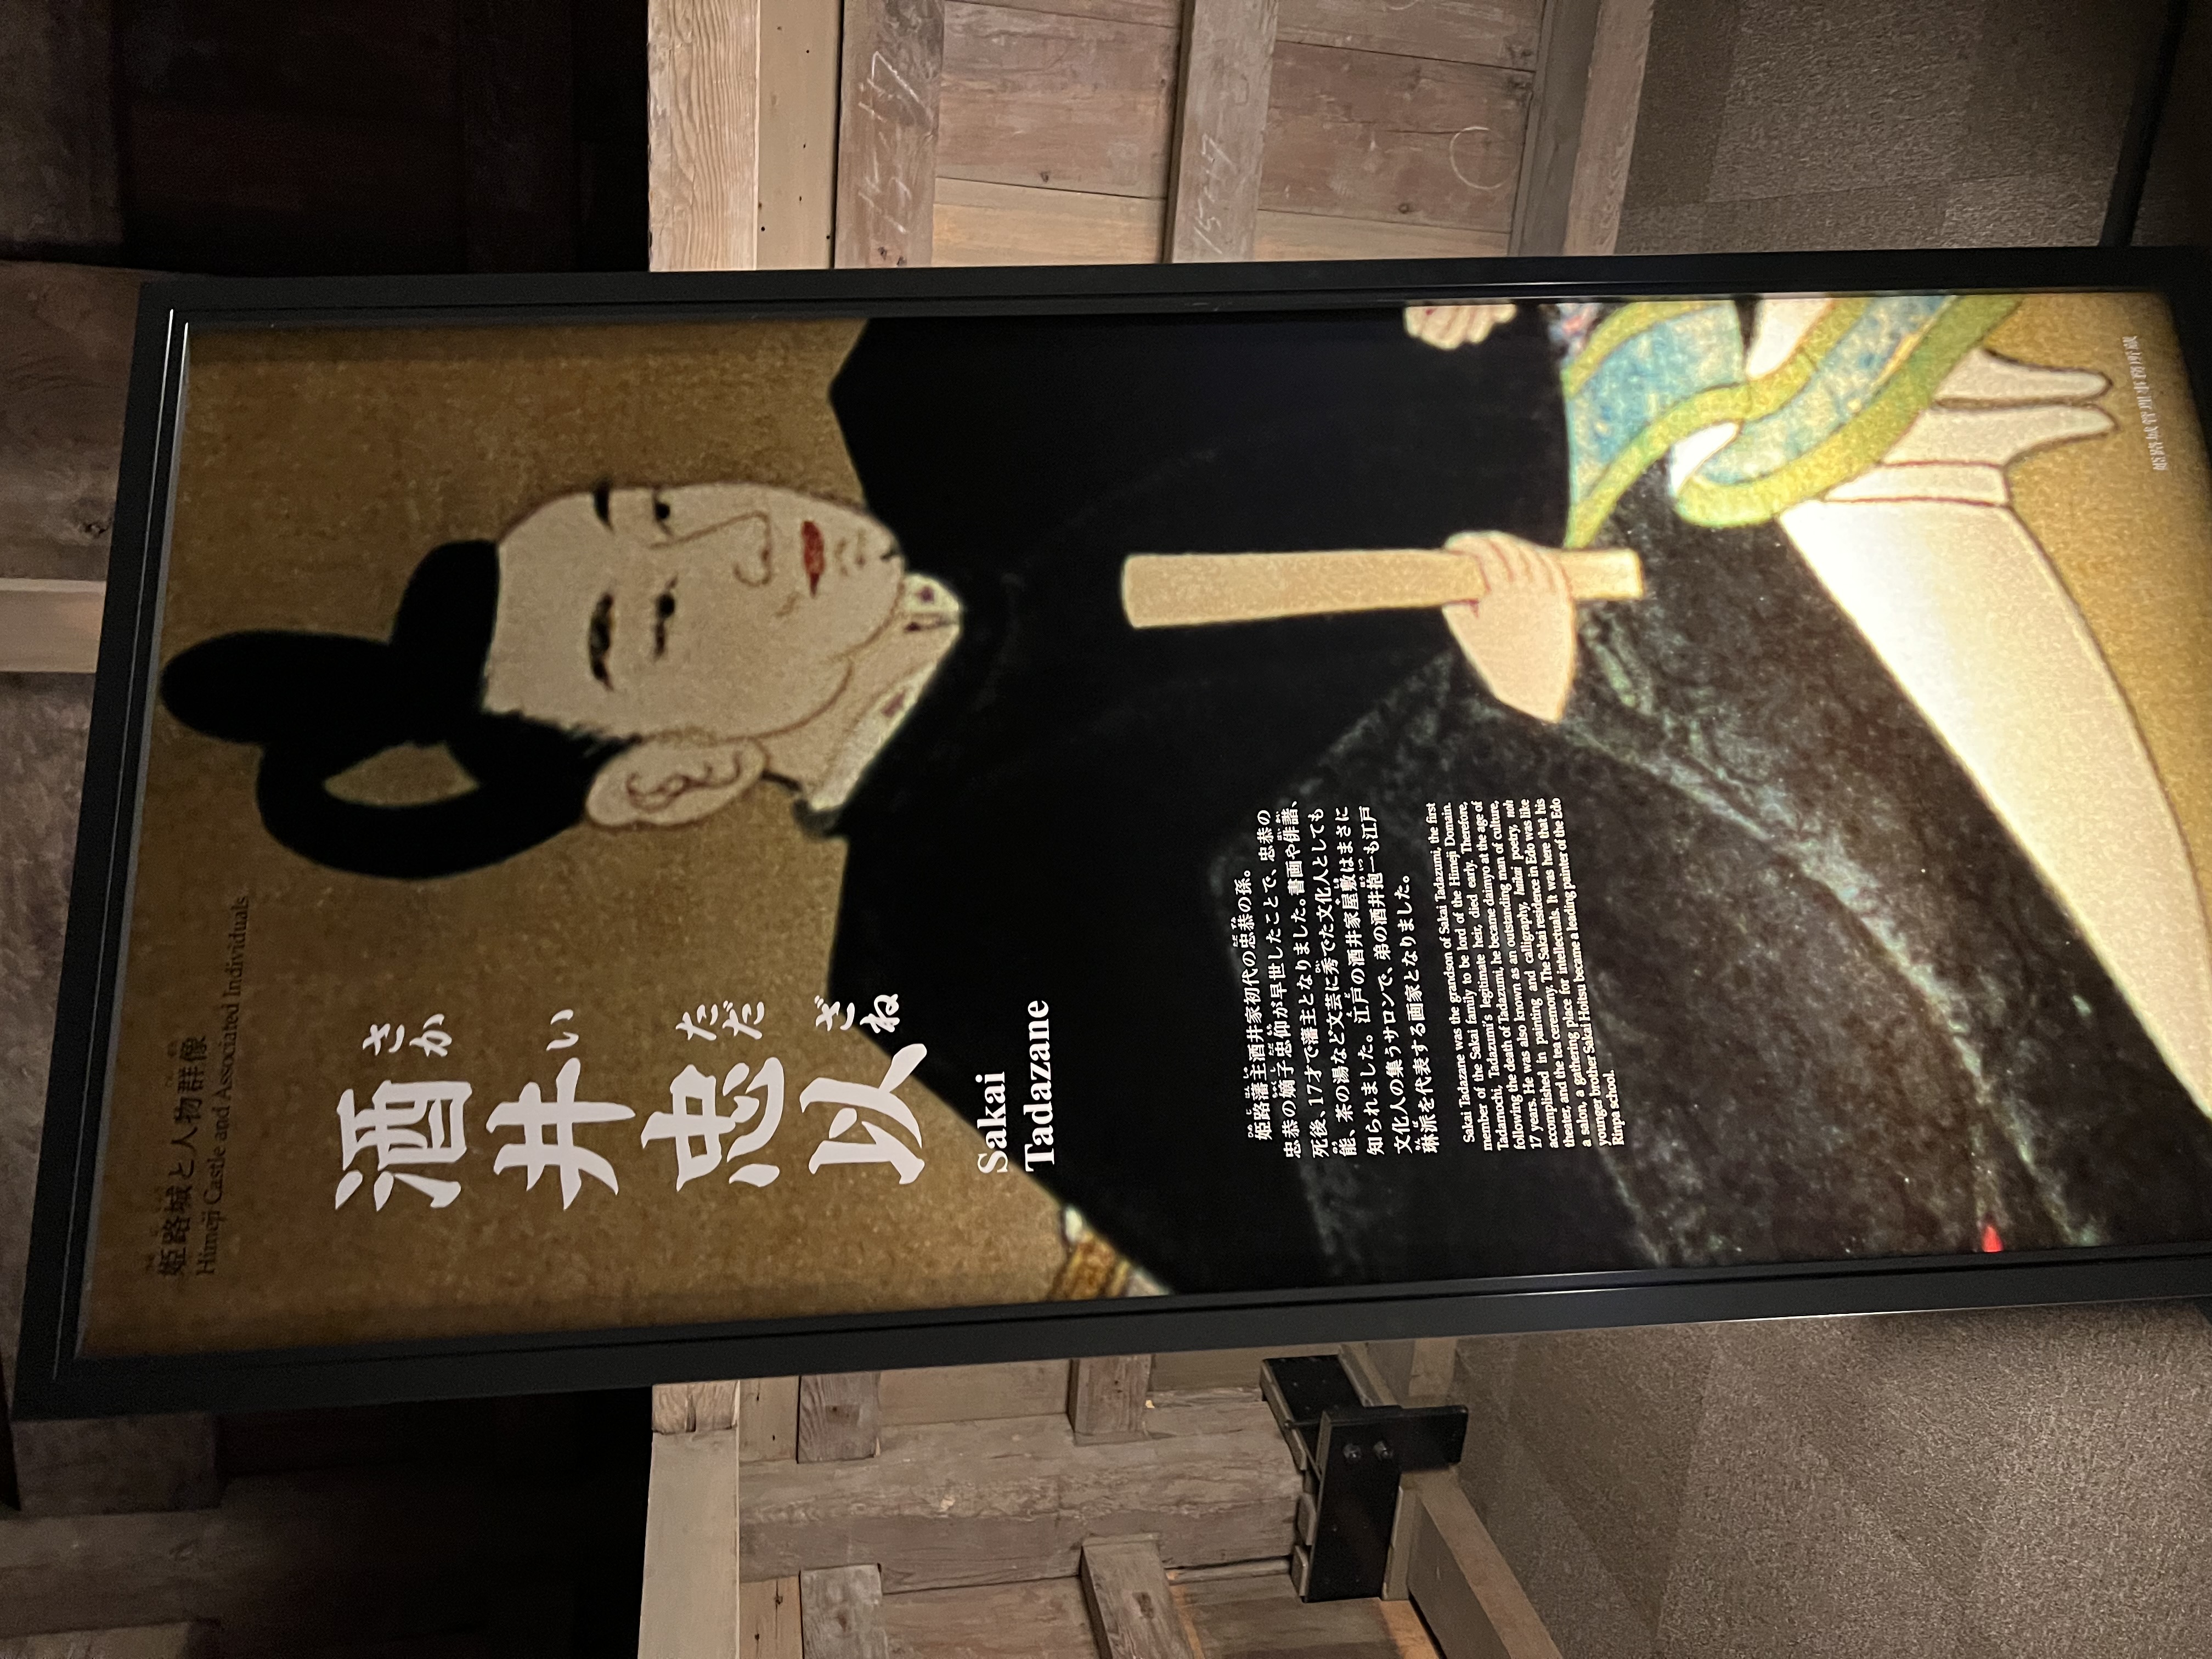 姫路城と人物群像
Himeji Castle and Associated Individuals
酒井忠以
さかい ただざね
Sakai
Tadazane
姫路藩主酒井家初代の忠恭の孫。
忠恭の嫡子忠仰が早世したことで、忠恭の
死後、17才で藩主となりました。書画や俳諧、
能、茶の湯など文芸に秀でた文化人としても
知られました。江戸の酒井家屋敷はまさに
文化人の集うサロンで、弟の酒井抱一も江戸
琳派を代表する画家となりました。
Sakai Tadazane was the grandson of Sakai Tadazumi, the first
member of the Sakai family to be lord of the Himeji Domain.
Tadamochi, Tadazumi's legitimate heir, died early. Therefore,
following the death of Tadazumi, he became daimyo at the age of
17 years. He was also known as an outstanding man of culture,
accomplished in painting and calligraphy, haikai poetry, noh
theater, and the tea ceremony. The Sakai residence in Edo was like
a salon, a gathering place for intellectuals. It was here that his
younger brother Sakai Hoitsu became a leading painter of the Edo
Rinpa school.
姫路城管理事務所蔵
15-17
15-17